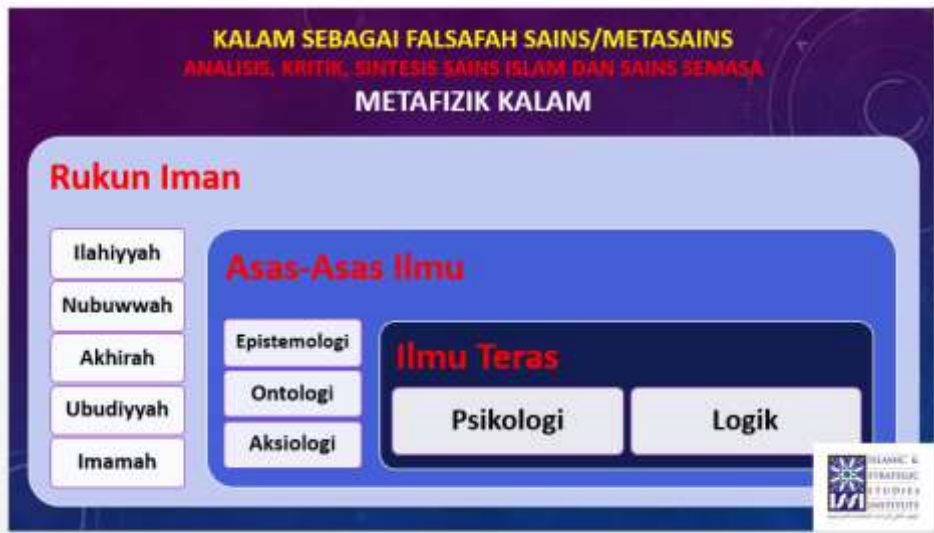 KALAM SEBAGAI FALSAFAH SAINS/METASAINS
ANALISIS, KRITIK, SINTESIS SAINS ISLAM DAN SAINS SEMASA
METAFIZIK KALAM
Rukun Iman
Ilahiyyah
Nubuwwah
Akhirah
Ubudiyyah
Imamah
Asas-Asas Ilmu
Epistemologi
Ontologi
Aksiologi
Ilmu Teras
Psikologi
Logik
ISLAMIC &
STRATEGIC
STUDIES
INSTITUTE
ISSI